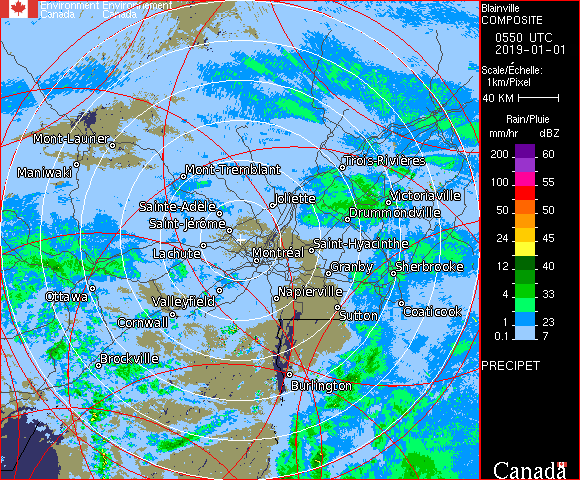 Environment Environnement
Canada Canada
Mont-Laurier
Maniwaki
Mont-Tremblant
Trois-Rivières
Sainte-Adele
Joliette
Victoriaville
Saint-Jérôme
Drummondville
Lachute
Montréal
Saint-Hyacinthe
Granby
Sherbrooke
Ottawa
Valleyfield
Napierville
Cornwall
Sutton
Coaticook
Brockville
Burlington
Blainville
COMPOSITE
0550 UTC
2019-01-01
Scale/Échelle:
1km/Pixel
40 KM
Rain/Pluie
mm/hr dBZ
200 60
100 55
50 50
24 45
12 40
4 33
1 23
0.1 7
PRECIPET
Canada